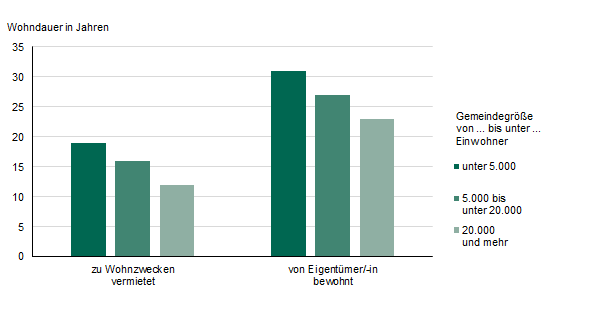 Wohndauer in Jahren
35
30
25
20
15
10
5
0
zu Wohnzwecken
vermietet
von Eigentümer/-in
bewohnt
Gemeindegröße
von ... bis unter ...
Einwohner
unter 5.000
5.000 bis
unter 20.000
20.000
und mehr